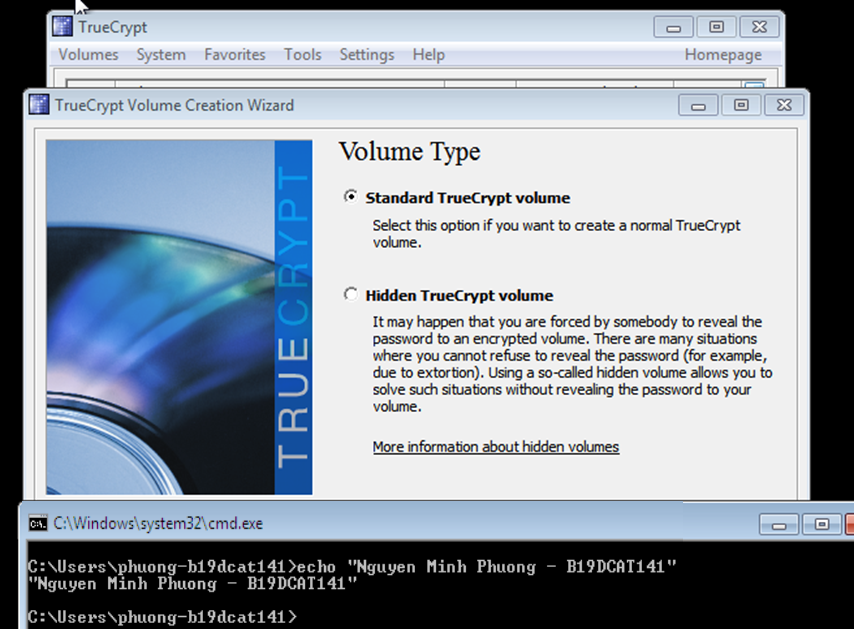 TrueCrypt
Volumes System Favorites Tools Settings Help Homepage
TrueCrypt Volume Creation Wizard
TRUECRYPT
Volume Type
Standard TrueCrypt volume
Select this option if you want to create a normal TrueCrypt
volume.
Hidden TrueCrypt volume
It may happen that you are forced by somebody to reveal the
password to an encrypted volume. There are many situations
where you cannot refuse to reveal the password (for example,
due to extortion). Using a so-called hidden volume allows you to
solve such situations without revealing the password to your
volume.
More information about hidden volumes
C:\Windows\system32\cmd.exe
C:\Users\phuong-b19dcat141>echo "Nguyen Minh Phuong - B19DCAT141"
"Nguyen Minh Phuong - B19DCAT141"
C:\Users\phuong-b19dcat141>